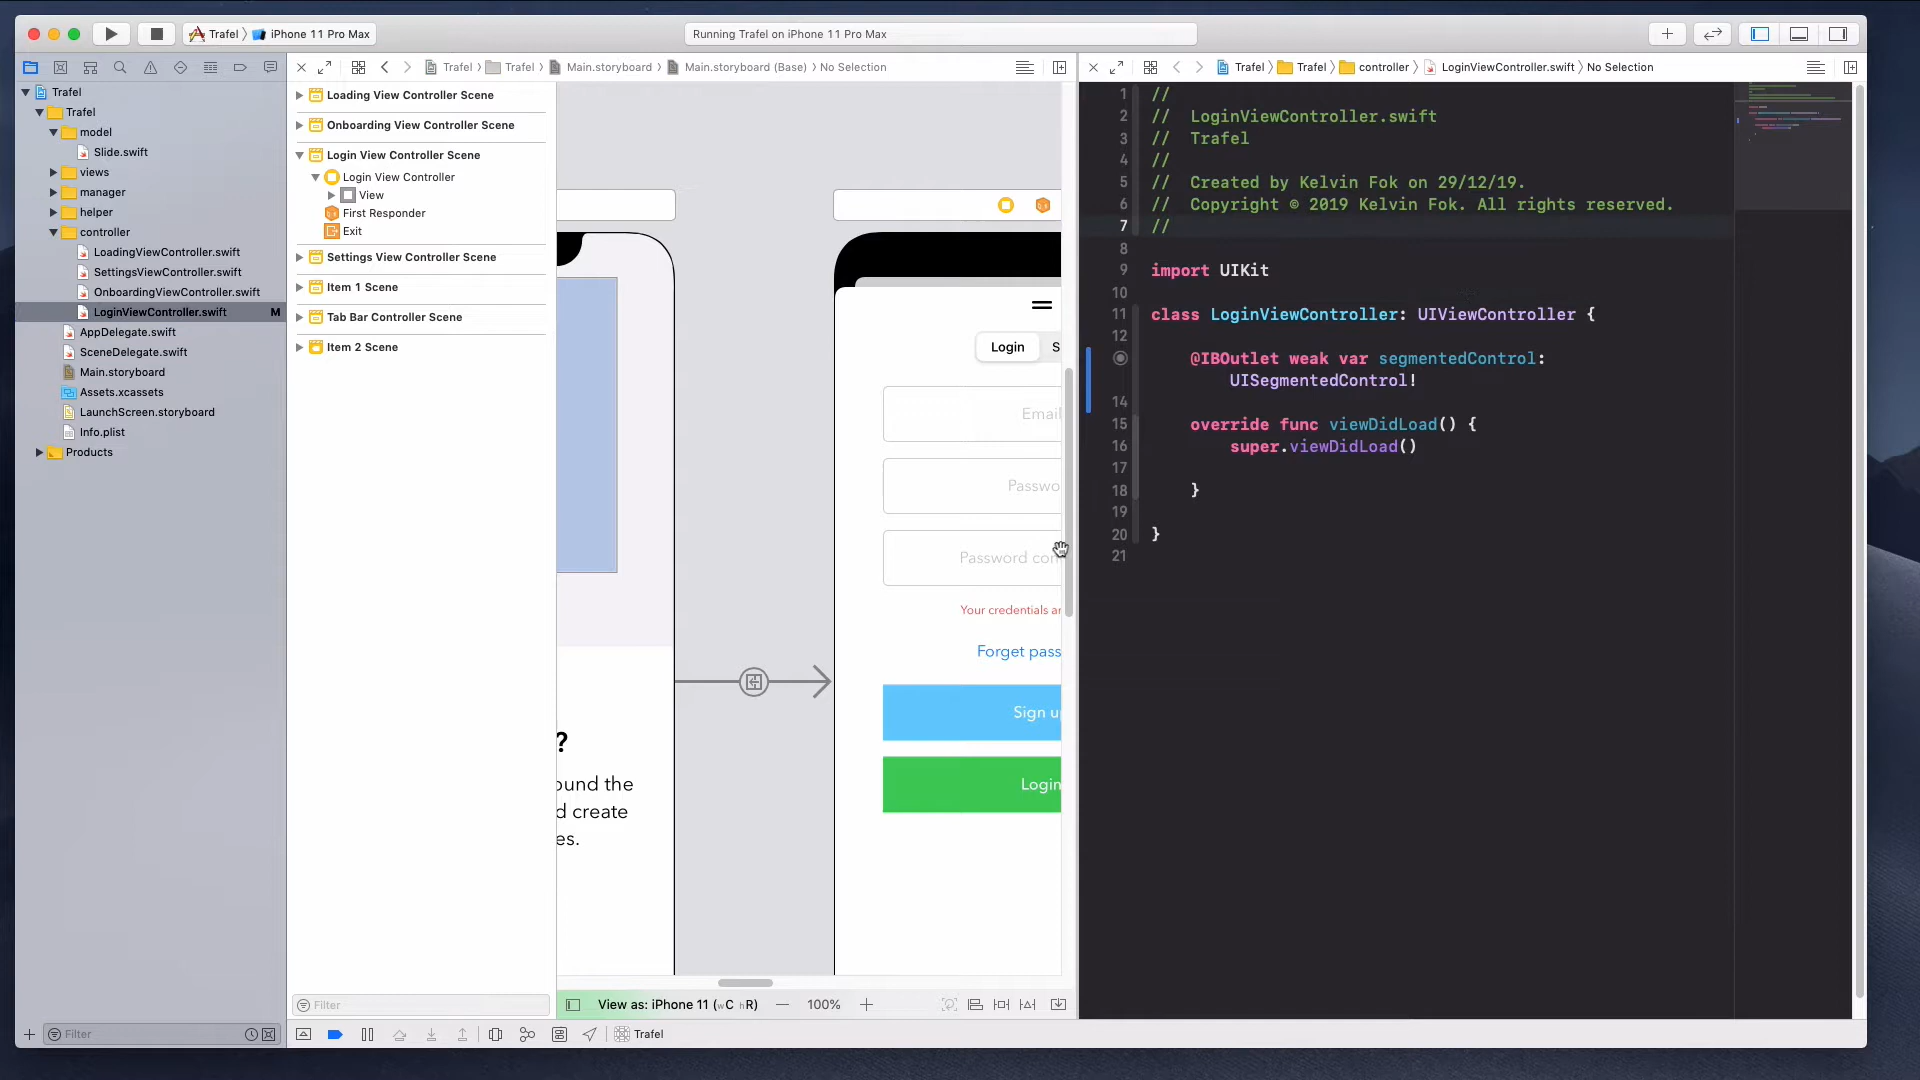 Trafel iPhone 11 Pro Max
Running Trafel on iPhone 11 Pro Max
Trafel Trafel Main.storyboard Main.storyboard (Base) No Selection
Trafel Trafel controller LoginViewController.swift No Selection
Trafel
Trafel
model
Slide.swift
views
manager
helper
controller
LoadingViewController.swift
SettingsViewController.swift
OnboardingViewController.swift
LoginViewController.swift M
AppDelegate.swift
SceneDelegate.swift
Main.storyboard
Assets.xcassets
LaunchScreen.storyboard
Info.plist
Products
Filter
Loading View Controller Scene
Onboarding View Controller Scene
Login View Controller Scene
Login View Controller
View
First Responder
Exit
Settings View Controller Scene
Item 1 Scene
Tab Bar Controller Scene
Item 2 Scene
Filter
?
ound the
d create
es.
Login S
Email
Passwo
Password con
Your credentials ar
Forget pass
Sign up
Login
View as: iPhone 11 (wC hR) 100%
Trafel
1 //
2 // LoginViewController.swift
3 // Trafel
4 //
5 // Created by Kelvin Fok on 29/12/19.
6 // Copyright © 2019 Kelvin Fok. All rights reserved.
7 //
8
9 import UIKit
10
11 class LoginViewController: UIViewController {
12
@IBOutlet weak var segmentedControl:
UISegmentedControl!
14
15 override func viewDidLoad() {
16 super.viewDidLoad()
17
18 }
19
20 }
21